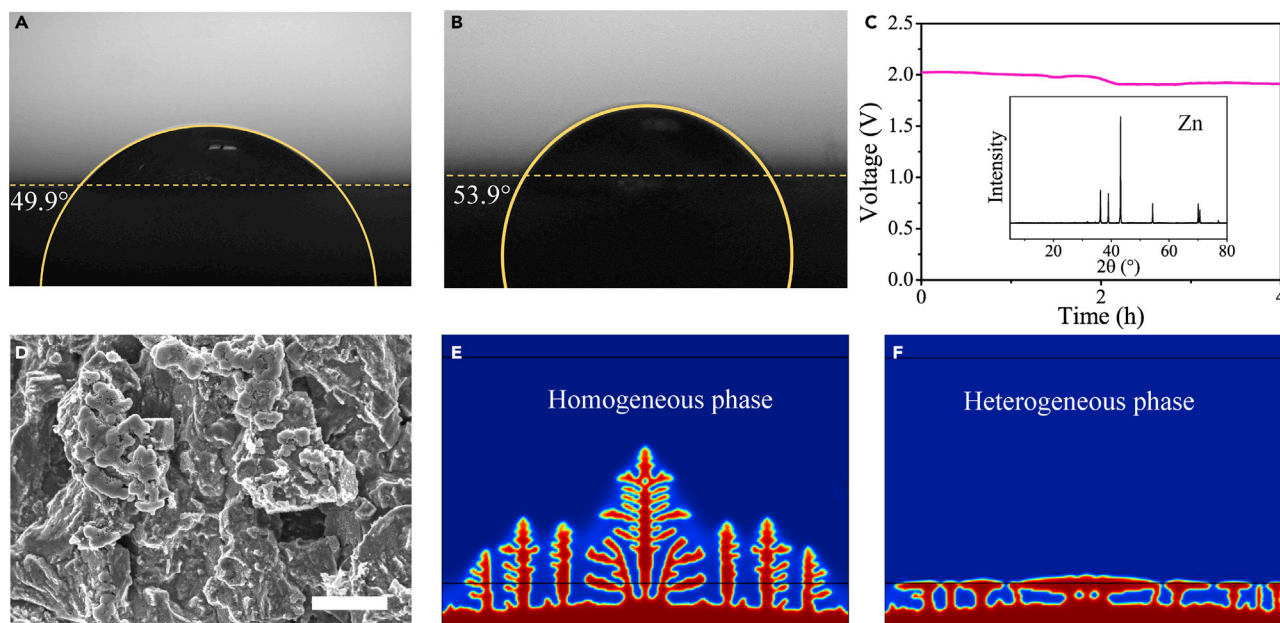 A
49.9°
B
53.9°
C
2.5
2.0
1.5
1.0
0.5
0.0
Voltage (V)
0
2
4
Time (h)
Zn
Intensity
20
40
60
80
2θ (°)
D
E
Homogeneous phase
F
Heterogeneous phase